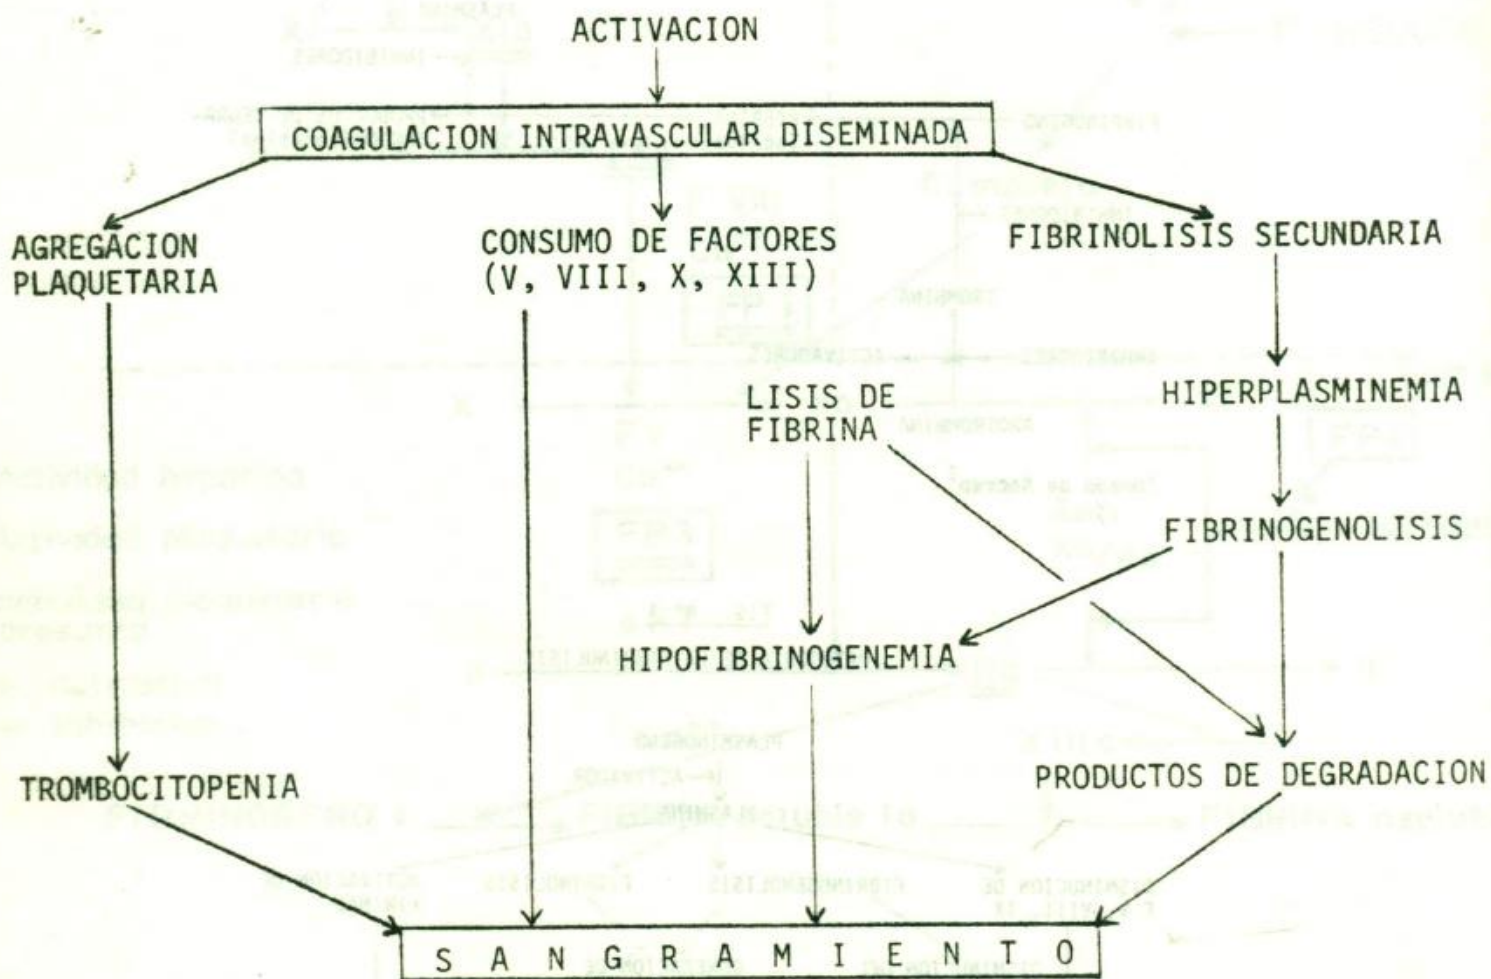 ACTIVACION
COAGULACION INTRAVASCULAR DISEMINADA
AGREGACION
PLAQUETARIA
CONSUMO DE FACTORES
(V, VIII, X, XIII)
FIBRINOLISIS SECUNDARIA
LISIS DE
FIBRINA
HIPERPLASMINEMIA
FIBRINOGENOLISIS
HIPOFIBRINOGENEMIA
TROMBOCITOPENIA
PRODUCTOS DE DEGRADACION
S A N G R A M I E N T O